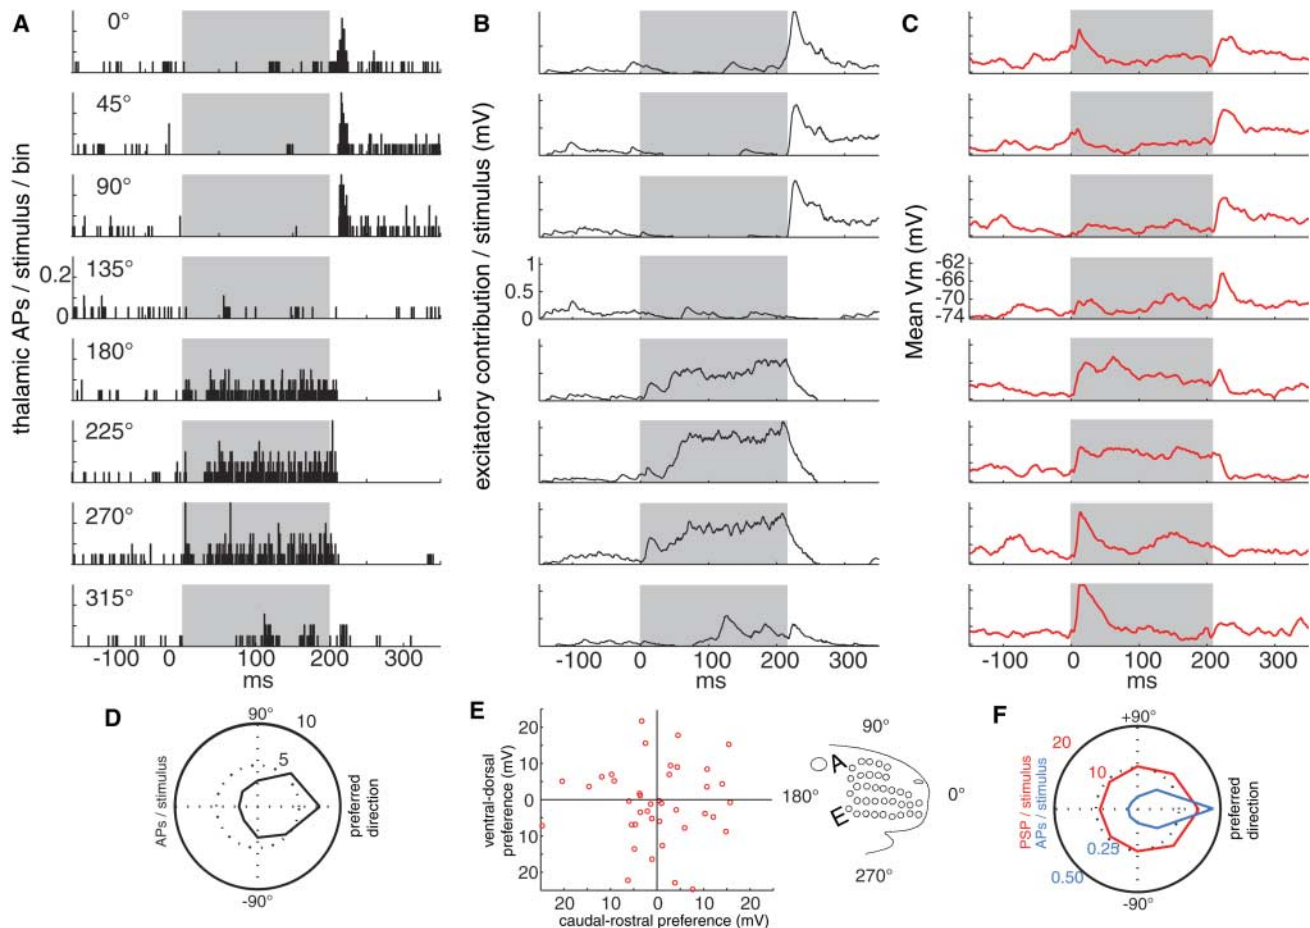 A
B
C
thalamic APs / stimulus / bin
excitatory contribution / stimulus (mV)
Mean Vm (mV)
0°
45°
90°
135°
180°
225°
270°
315°
0.2
0
1
0.5
0
-62
-66
-70
-74
-100 0 100 200 300
ms
-100 0 100 200 300
ms
-100 0 100 200 300
ms
D
90°
10
5
APs / stimulus
preferred direction
-90°
E
ventral-dorsal
preference (mV)
20
10
0
10
20
20 10 0 10 20
caudal-rostral preference (mV)
90°
A
180°
0°
E
270°
F
+90°
20
10
PSP / stimulus
APs / stimulus
0.25
0.50
preferred direction
-90°